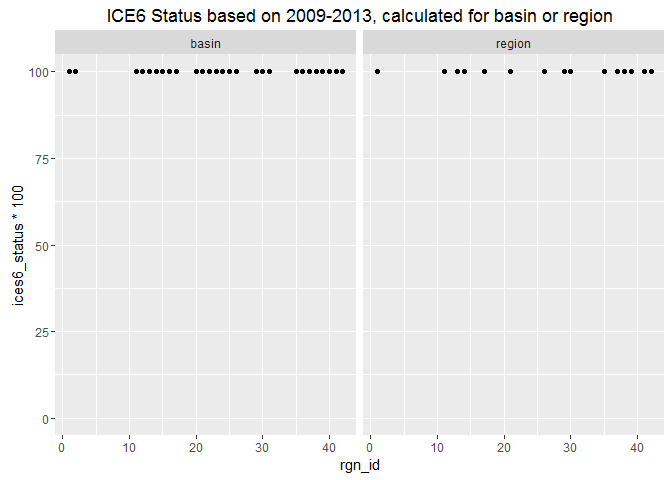 ICE6 Status based on 2009-2013, calculated for basin or region
basin
region
100
75
50
25
0
ices6_status * 100
0 10 20 30 40
0 10 20 30 40
rgn_id